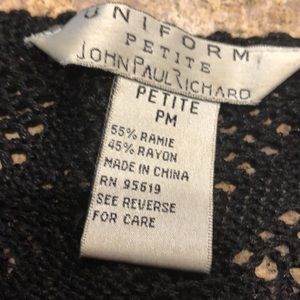 UNIFORM
PETITE
JOHN PAUL RICHARD
PETITE
PM
55% RAMIE
45% RAYON
MADE IN CHINA
RN 95619
SEE REVERSE
FOR CARE